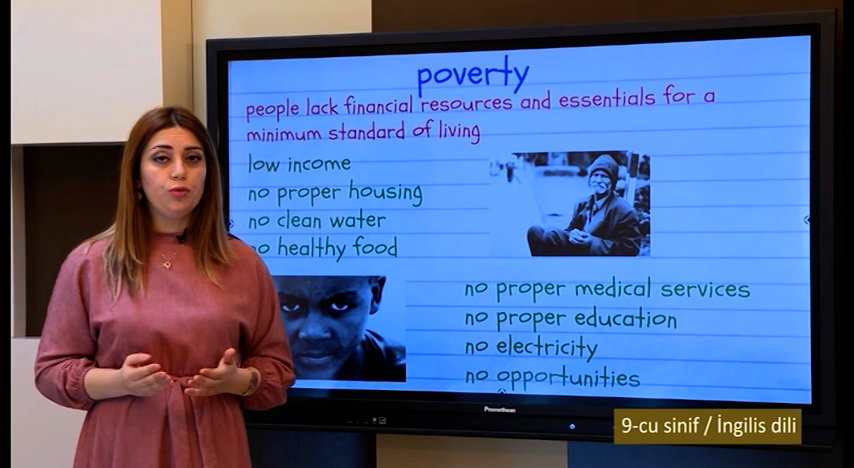 poverty
people lack financial resources and essentials for a
minimum standard of living
low income
no proper housing
no clean water
no healthy food
no proper medical services
no proper education
no electricity
no opportunities
Promethean
9-cu sinif / İngilis dili